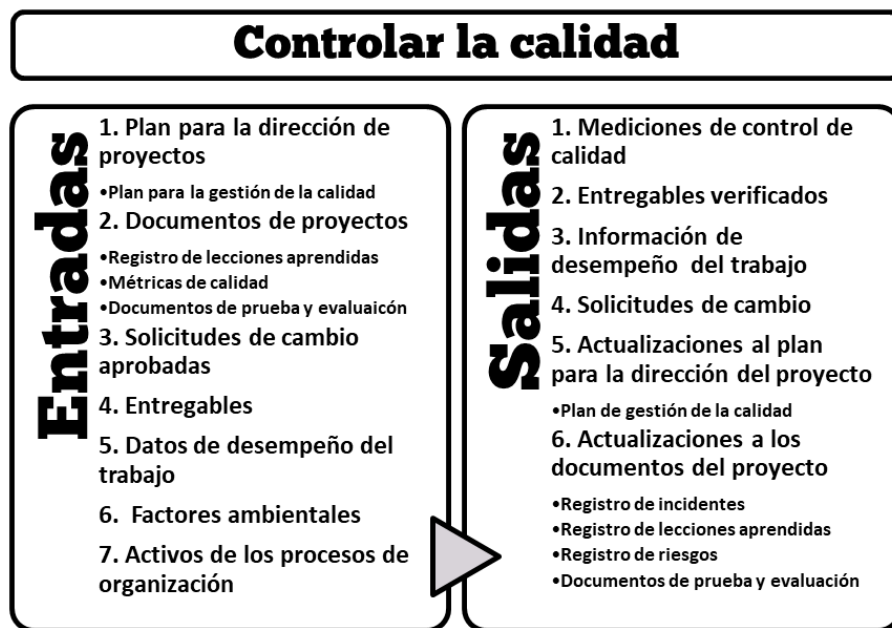 Controlar la calidad
Entradas
1. Plan para la dirección de
proyectos
•Plan para la gestión de la calidad
2. Documentos de proyectos
•Registro de lecciones aprendidas
•Métricas de calidad
•Documentos de prueba y evaluaicón
3. Solicitudes de cambio
aprobadas
4. Entregables
5. Datos de desempeño del
trabajo
6. Factores ambientales
7. Activos de los procesos de
organización
Salidas
1. Mediciones de control de
calidad
2. Entregables verificados
3. Información de
desempeño del trabajo
4. Solicitudes de cambio
5. Actualizaciones al plan
para la dirección del proyecto
•Plan de gestión de la calidad
6. Actualizaciones a los
documentos del proyecto
•Registro de incidentes
•Registro de lecciones aprendidas
•Registro de riesgos
•Documentos de prueba y evaluación